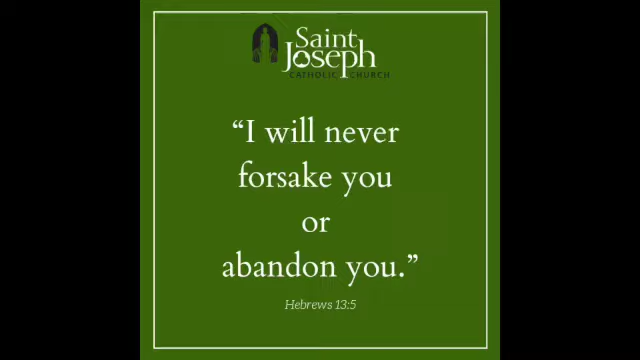 Saint
Joseph
CATHOLIC CHURCH
“I will never
forsake you
or
abandon you.”
Hebrews 13:5